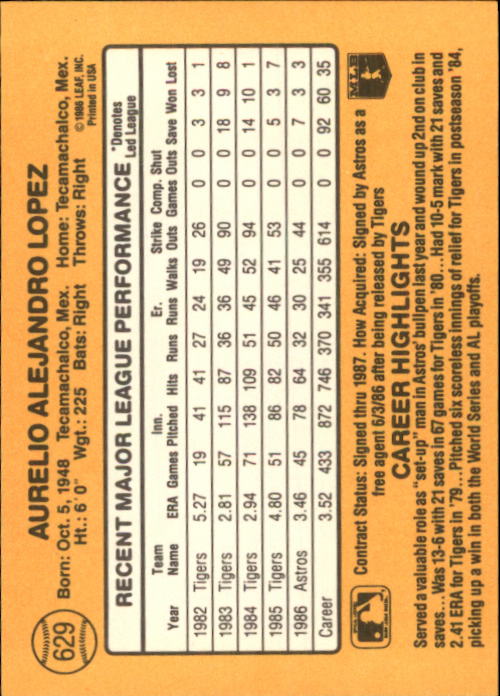 629
AURELIO ALEJANDRO LOPEZ
Born: Oct. 5, 1948 Tecamachalco, Mex. Home: Tecamachalco, Mex.
Ht.: 6' 0" Wgt.: 225 Bats: Right Throws: Right
© 1986 LEAF, INC.
Printed in USA
RECENT MAJOR LEAGUE PERFORMANCE *Denotes Led League
Year Team Name ERA Games Inn. Pitched Hits Runs Er. Runs Walks Strike Outs Comp. Games Shut Outs Save Won Lost
1982 Tigers 5.27 19 41 41 27 24 19 26 0 0 3 3 1
1983 Tigers 2.81 57 115 87 36 36 49 90 0 0 18 9 8
1984 Tigers 2.94 71 138 109 51 45 52 94 0 0 14 10 1
1985 Tigers 4.80 51 86 82 50 46 41 53 0 0 5 3 7
1986 Astros 3.46 45 78 64 32 30 25 44 0 0 7 3 3
Career 3.52 433 872 746 370 341 355 614 0 0 92 60 35
Contract Status: Signed thru 1987. How Acquired: Signed by Astros as a
free agent 6/3/86 after being released by Tigers
MLB
CAREER HIGHLIGHTS
Served a valuable role as "set-up" man in Astros' bullpen last year and wound up 2nd on club in
saves...Was 13-6 with 21 saves in 67 games for Tigers in '80...Had 10-5 mark with 21 saves and
2.41 ERA for Tigers in '79...Pitched six scoreless innings of relief for Tigers in postseason '84,
picking up a win in both the World Series and AL playoffs.